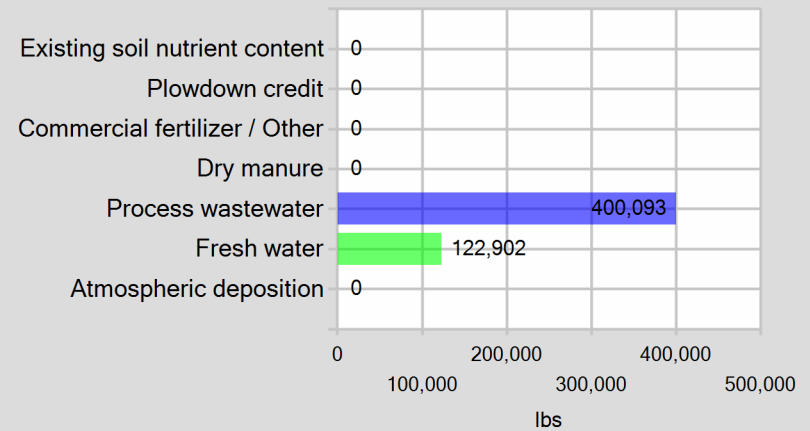 Existing soil nutrient content 0
Plowdown credit 0
Commercial fertilizer / Other 0
Dry manure 0
Process wastewater 400,093
Fresh water 122,902
Atmospheric deposition 0
0 200,000 400,000
100,000 300,000 500,000
lbs